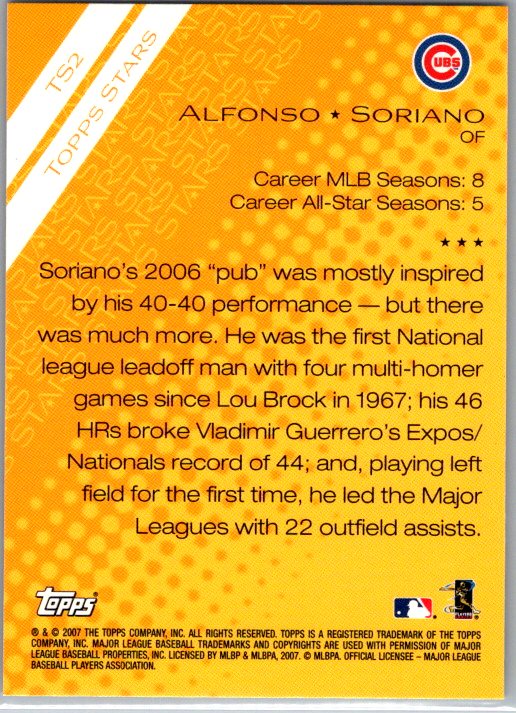 TS2
TOPPS STARS
CUBS
ALFONSO ★ SORIANO
OF
Career MLB Seasons: 8
Career All-Star Seasons: 5
★ ★ ★
Soriano's 2006 “pub” was mostly inspired
by his 40-40 performance — but there
was much more. He was the first National
league leadoff man with four multi-homer
games since Lou Brock in 1967; his 46
HRs broke Vladimir Guerrero's Expos/
Nationals record of 44; and, playing left
field for the first time, he led the Major
Leagues with 22 outfield assists.
topps
PLAYERS
® & © 2007 THE TOPPS COMPANY, INC. ALL RIGHTS RESERVED. TOPPS IS A REGISTERED TRADEMARK OF THE TOPPS
COMPANY, INC. MAJOR LEAGUE BASEBALL TRADEMARKS AND COPYRIGHTS ARE USED WITH PERMISSION OF MAJOR
LEAGUE BASEBALL PROPERTIES, INC. LICENSED BY MLBP & MLBPA, 2007. © MLBPA. OFFICIAL LICENSEE – MAJOR LEAGUE
BASEBALL PLAYERS ASSOCIATION.